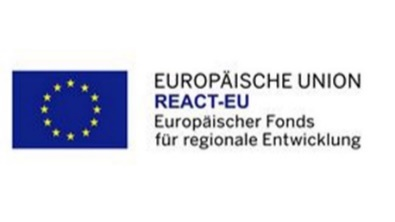 EUROPÄISCHE UNION
REACT-EU
Europäischer Fonds
für regionale Entwicklung